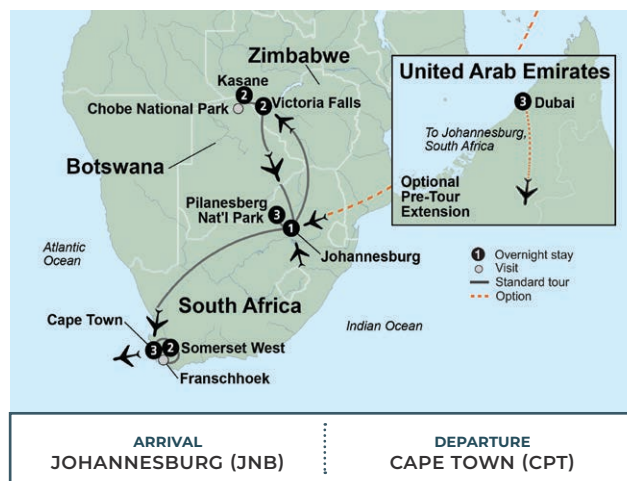 Zimbabwe
Kasane
2
Chobe National Park
2
Victoria Falls
Botswana
Pilanesberg
Nat'l Park
3
1
Johannesburg
Atlantic
Ocean
South Africa
Cape Town
3
2
Somerset West
Franschhoek
Indian Ocean
United Arab Emirates
3
Dubai
To Johannesburg,
South Africa
Optional
Pre-Tour
Extension
1
Overnight stay
Visit
Standard tour
Option
ARRIVAL
JOHANNESBURG (JNB)
DEPARTURE
CAPE TOWN (CPT)